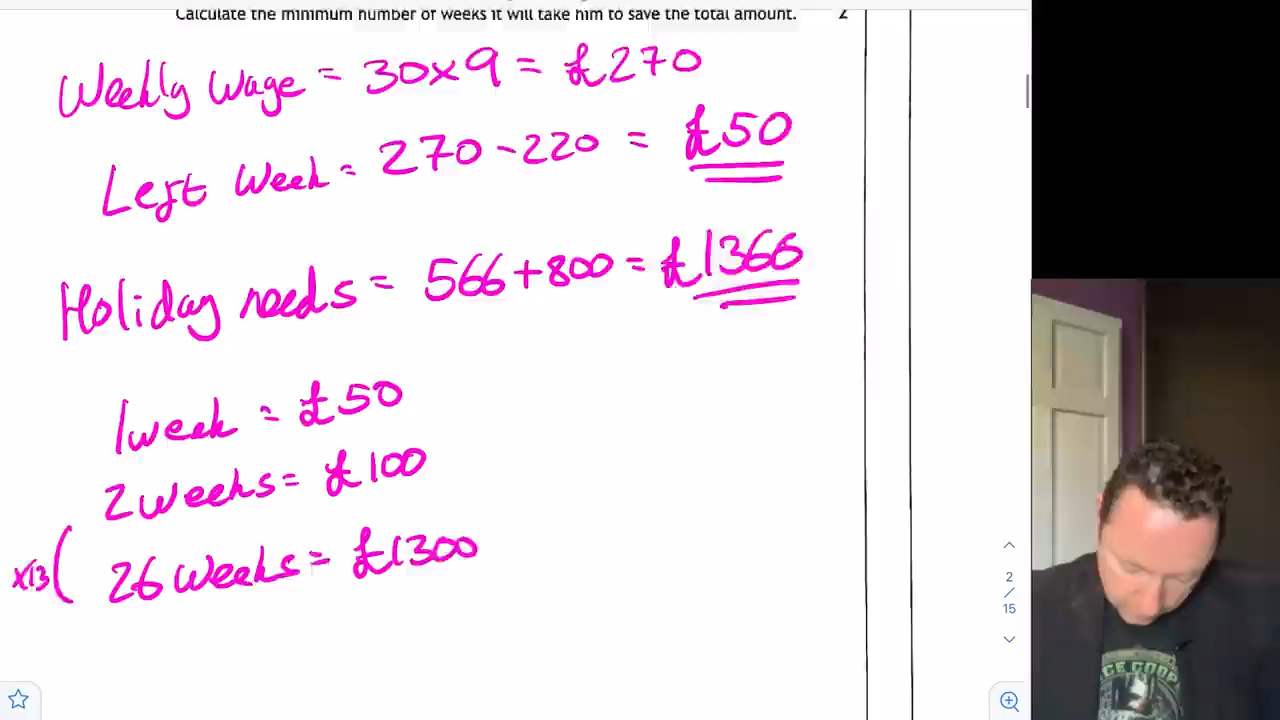 Calculate the minimum number of weeks it will take him to save the total amount. 2
Weekly Wage = 30×9 = £270
Left Week = 270 - 220 = £50
Holiday needs = 566 + 800 = £1366
1 week = £50
2 weeks = £100
×13 ( 26 weeks = £1300
2
/
15